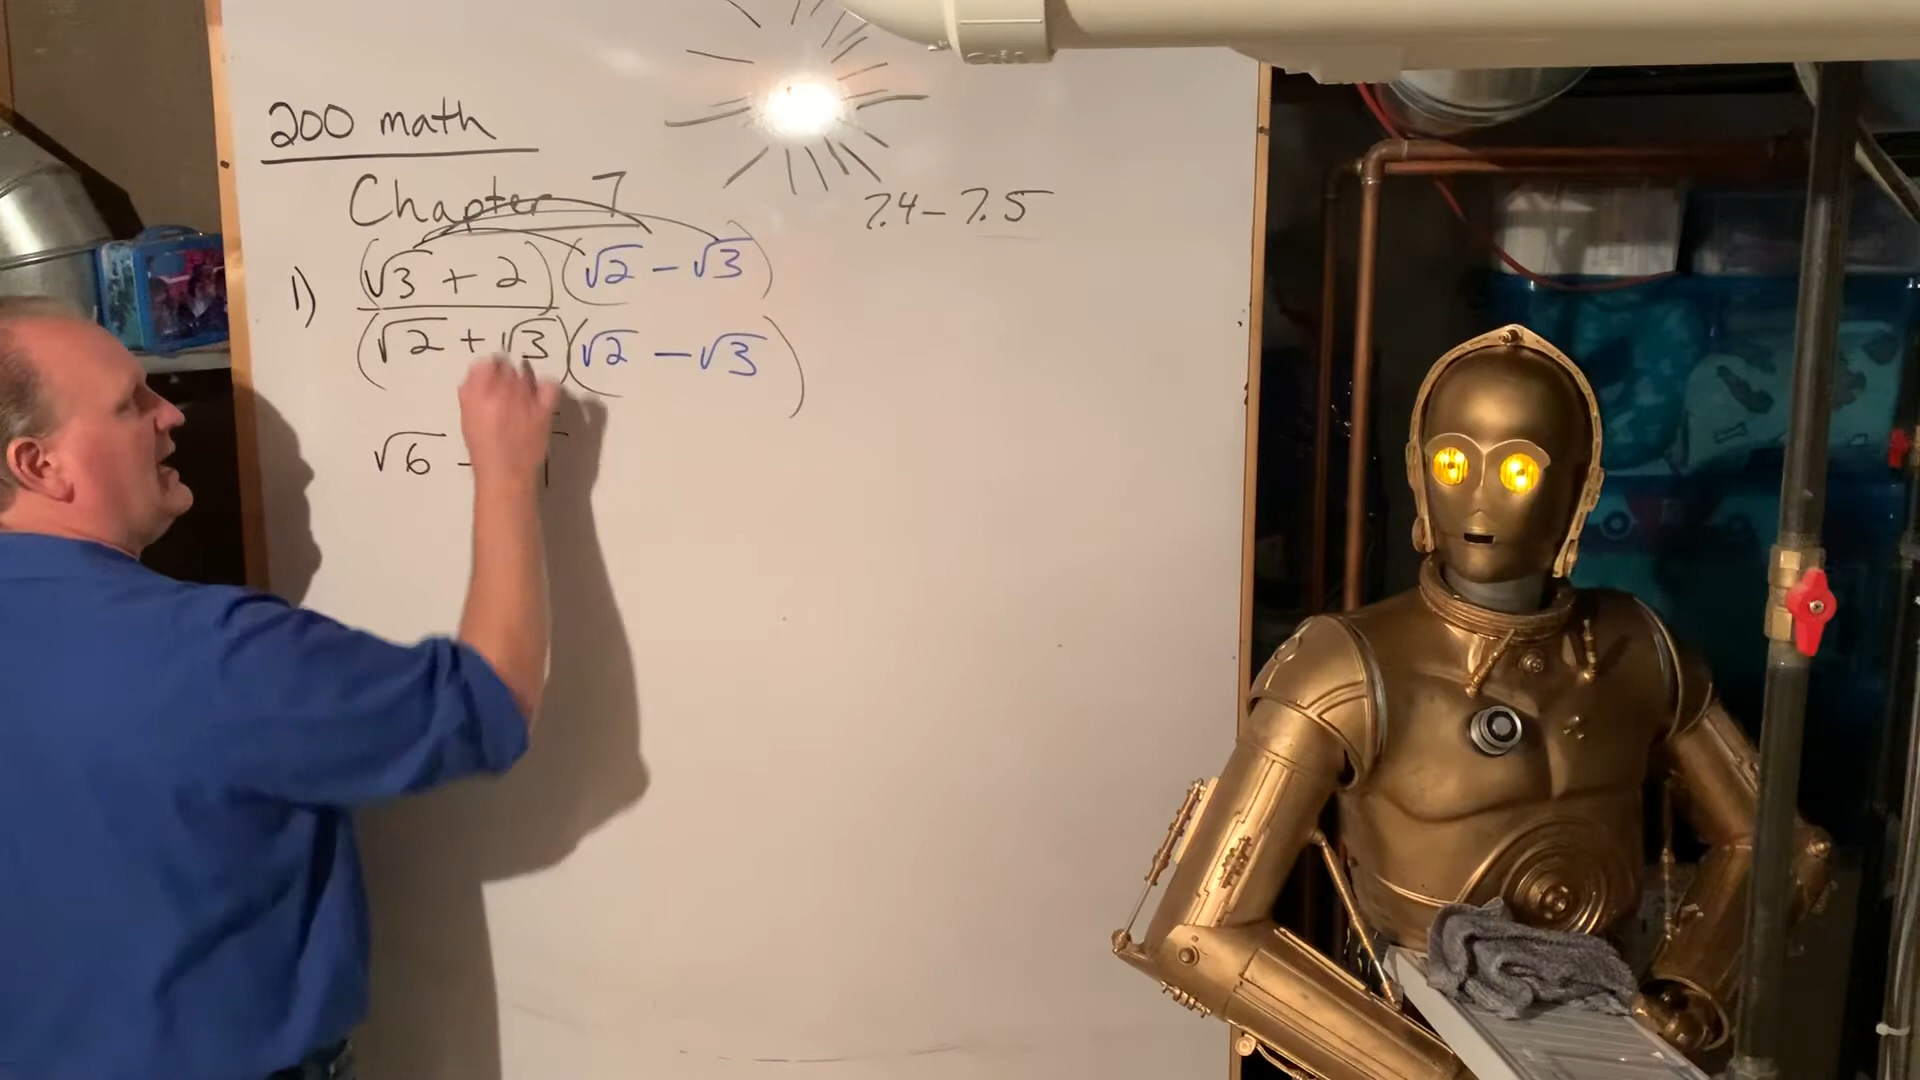 200 math
Chapter 7
7.4 – 7.5
1) (√3 + 2)(√2 – √3)
(√2 + √3)(√2 – √3)
√6 –